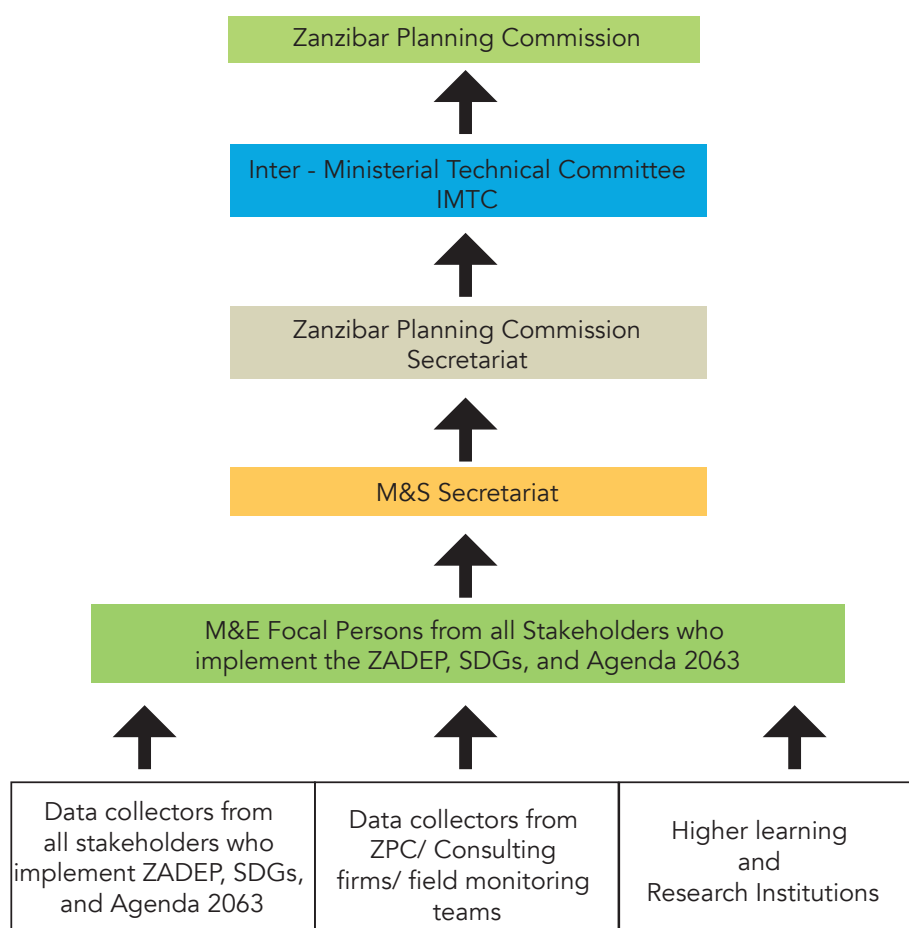 Zanzibar Planning Commission
Inter - Ministerial Technical Committee
IMTC
Zanzibar Planning Commission
Secretariat
M&S Secretariat
M&E Focal Persons from all Stakeholders who
implement the ZADEP, SDGs, and Agenda 2063
Data collectors from
all stakeholders who
implement ZADEP, SDGs,
and Agenda 2063
Data collectors from
ZPC/ Consulting
firms/ field monitoring
teams
Higher learning
and
Research Institutions